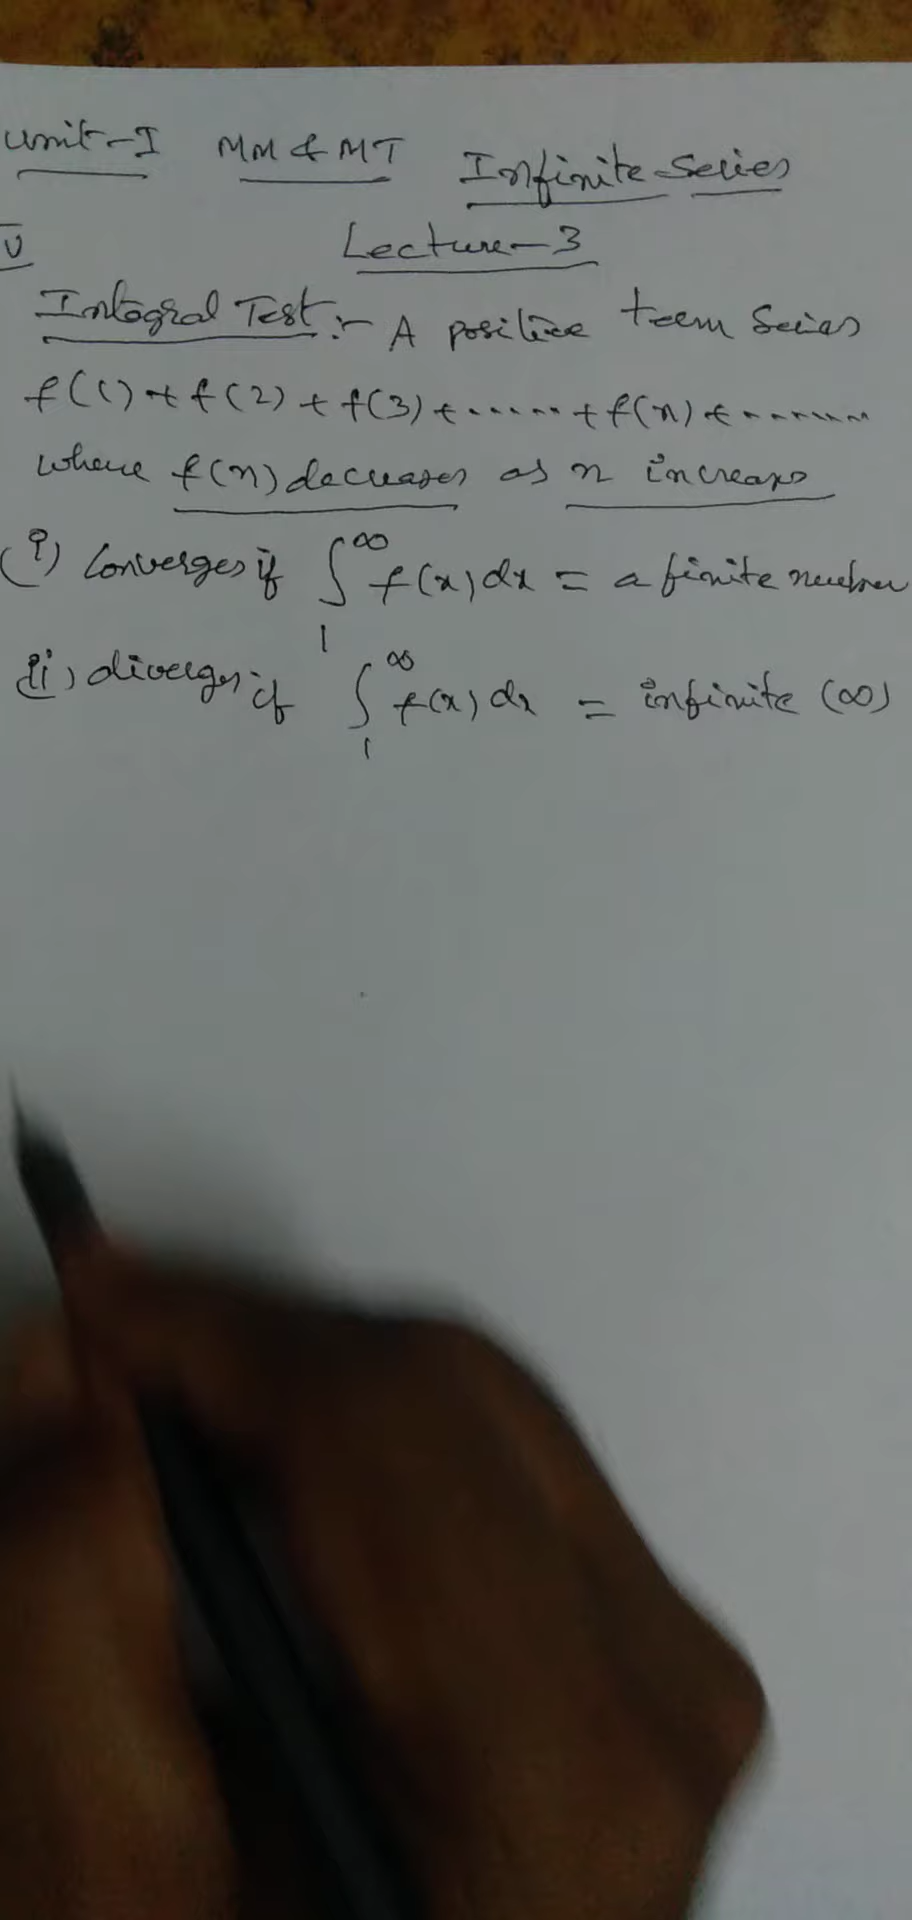 Unit-I MM & MT Infinite Series
Lecture-3
V
Integral Test:- A positive term Series
f(1)+f(2)+f(3)+......+f(n)+........
where f(n) decreases as n increases
(i) Converges if ∫₁^∞ f(x)dx = a finite number
(ii) diverges if ∫₁^∞ f(x)dx = infinite (∞)